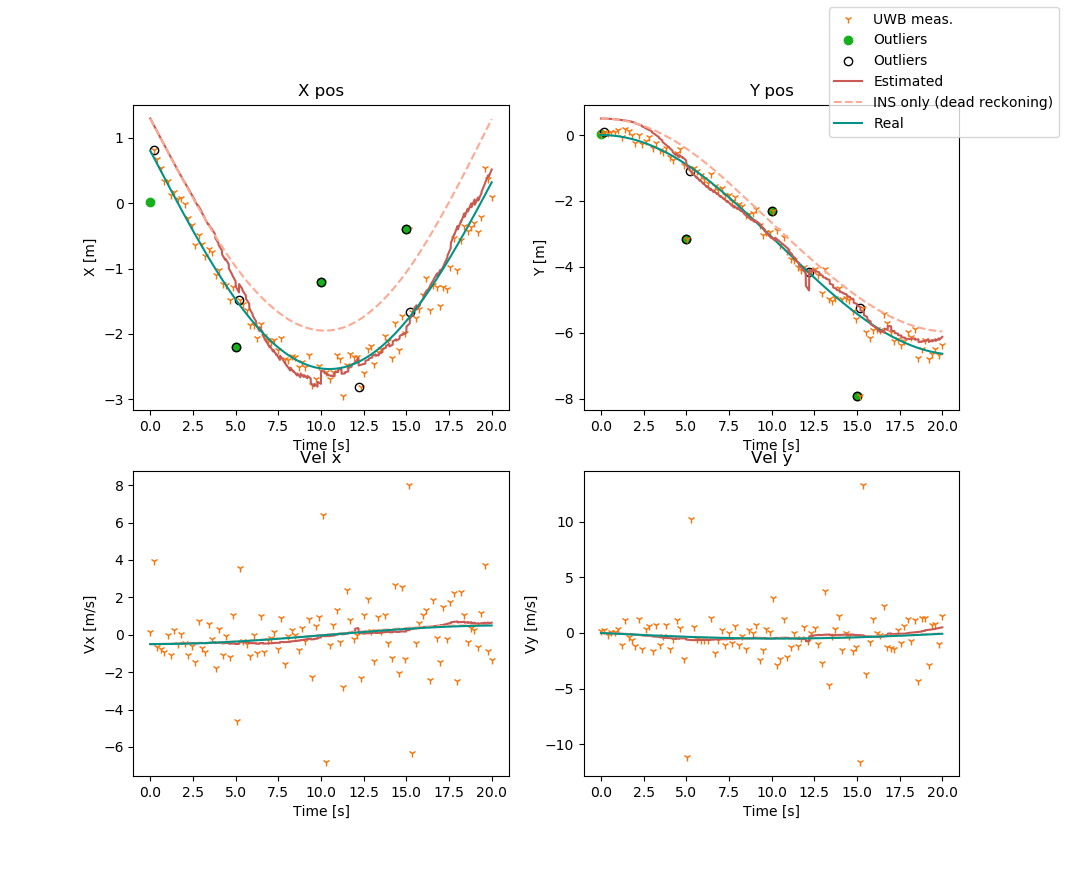 UWB meas.
Outliers
Outliers
Estimated
INS only (dead reckoning)
Real
X pos
1
0
−1
−2
−3
X [m]
0.0 2.5 5.0 7.5 10.0 12.5 15.0 17.5 20.0
Time [s]
Y pos
0
−2
−4
−6
−8
Y [m]
0.0 2.5 5.0 7.5 10.0 12.5 15.0 17.5 20.0
Time [s]
Vel x
8
6
4
2
0
−2
−4
−6
Vx [m/s]
0.0 2.5 5.0 7.5 10.0 12.5 15.0 17.5 20.0
Time [s]
Vel y
10
5
0
−5
−10
Vy [m/s]
0.0 2.5 5.0 7.5 10.0 12.5 15.0 17.5 20.0
Time [s]